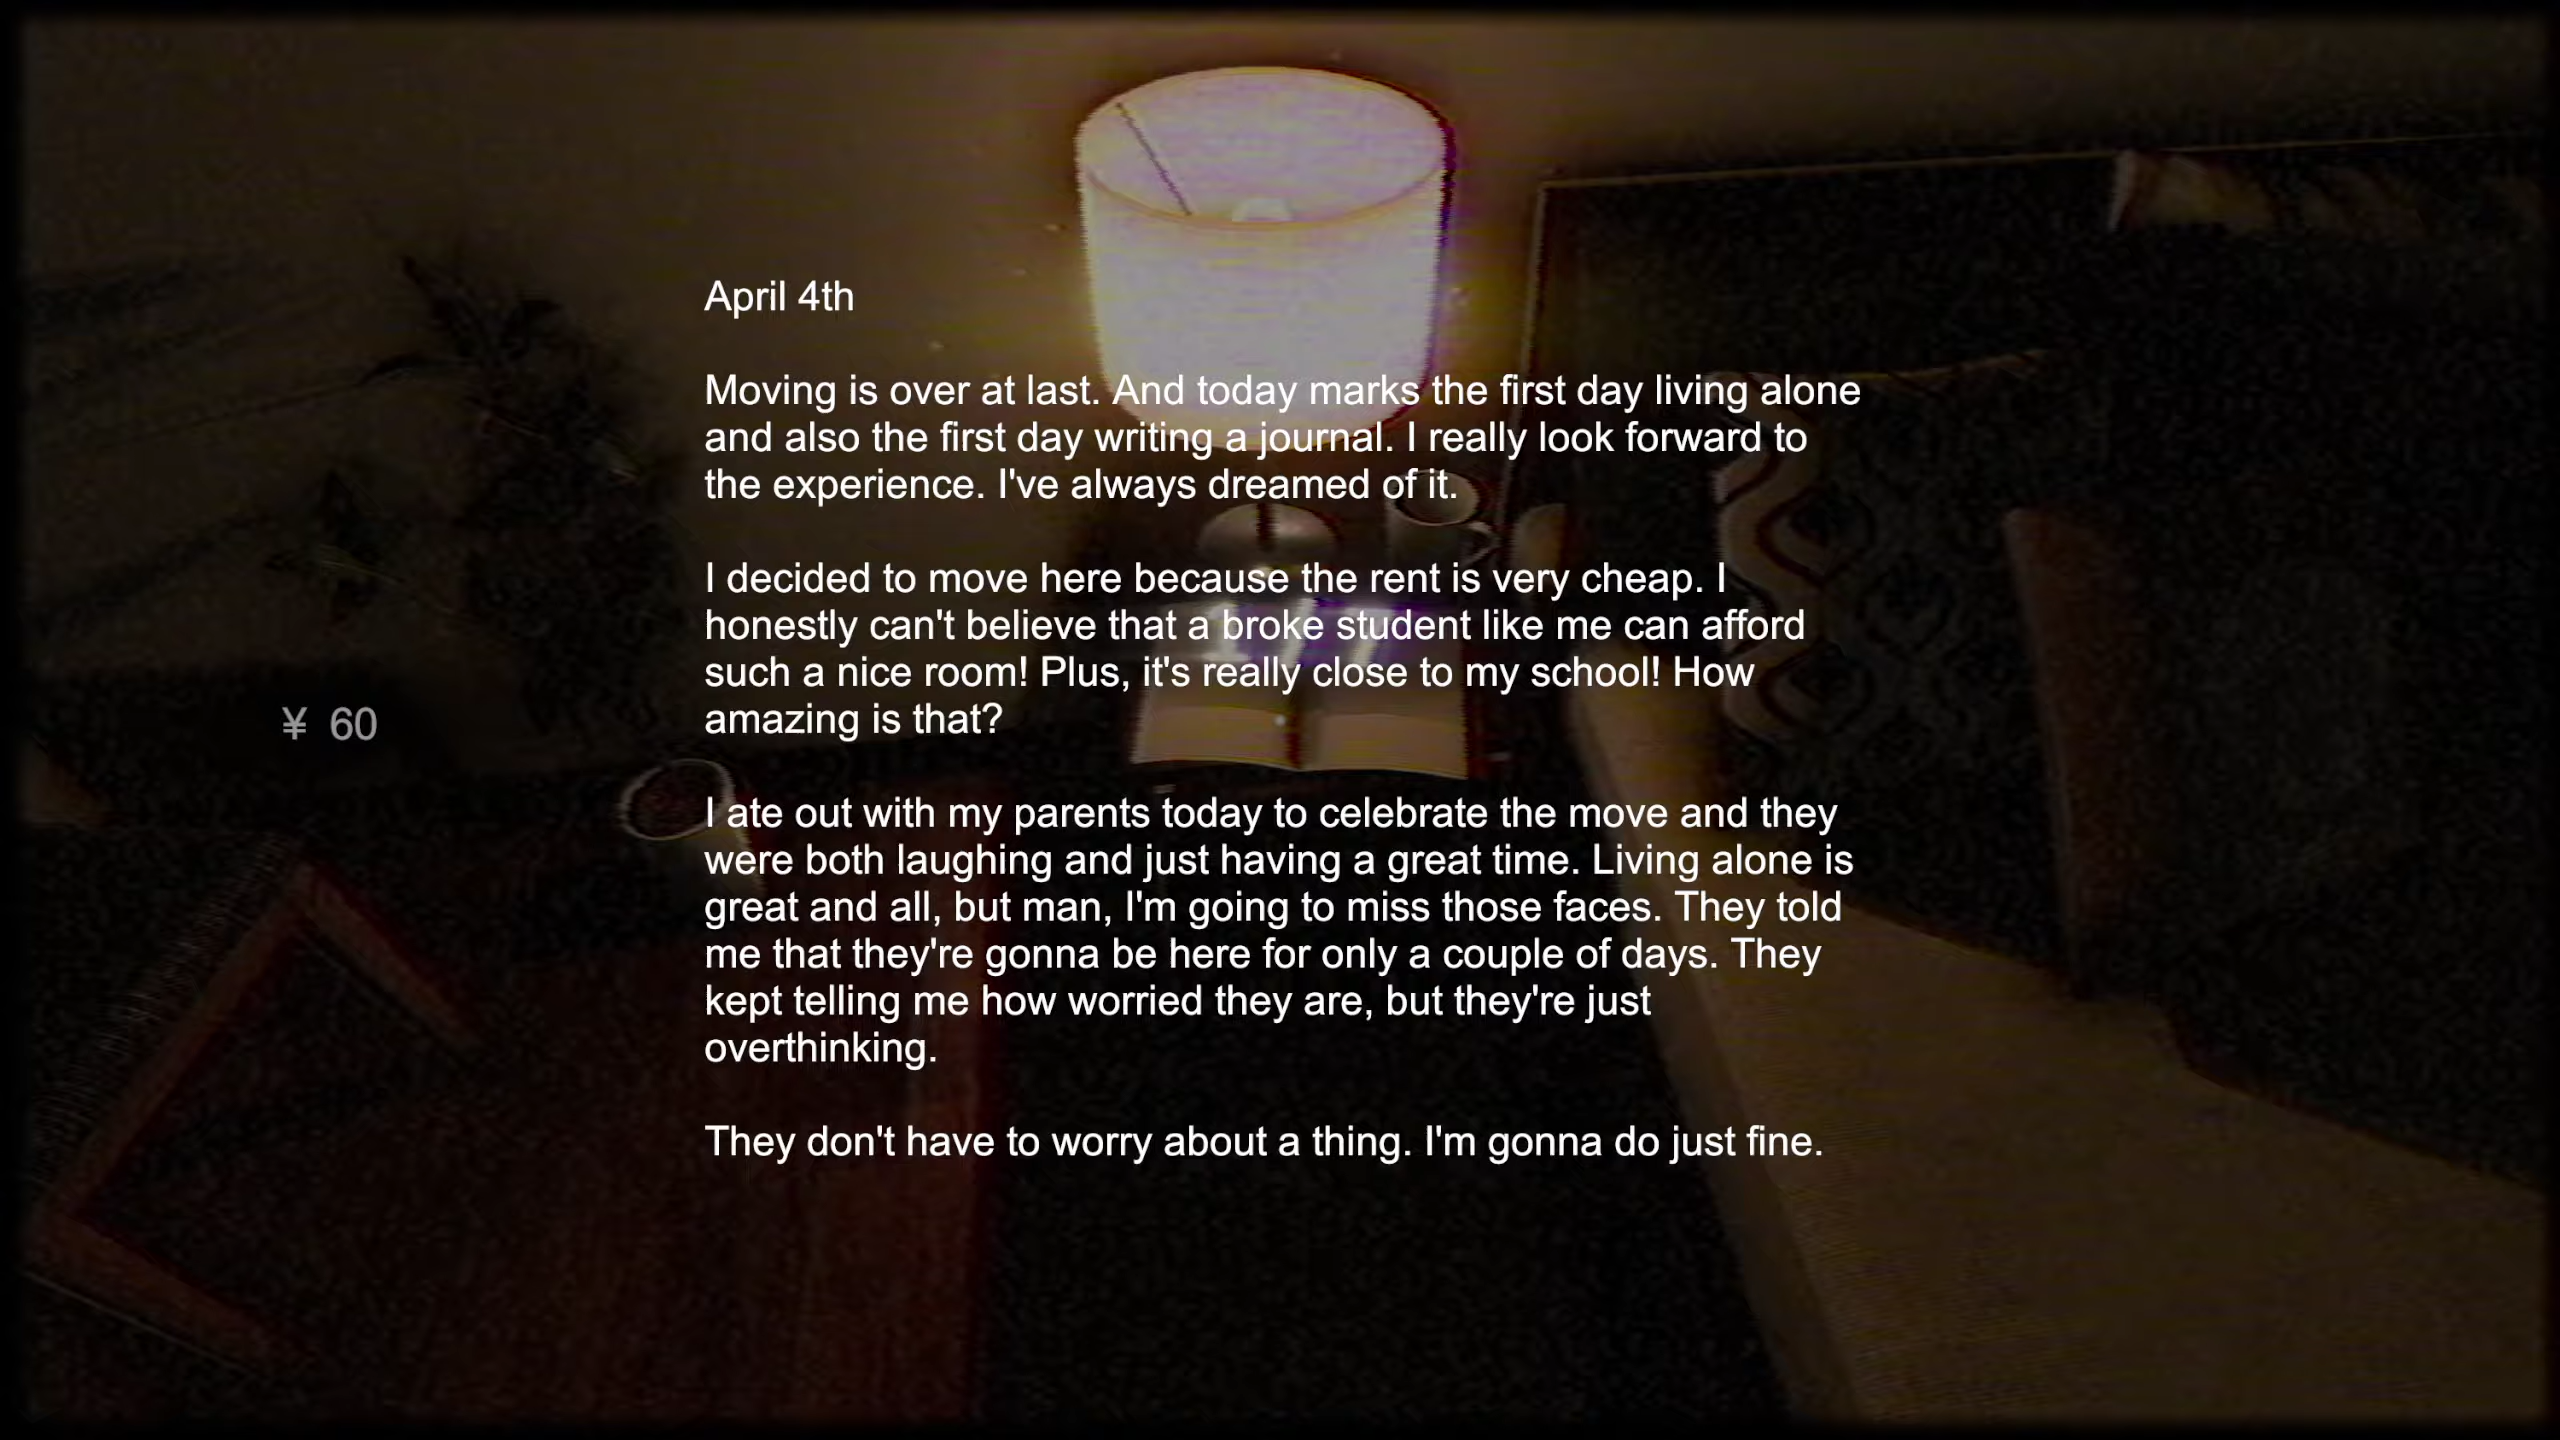 April 4th
Moving is over at last. And today marks the first day living alone
and also the first day writing a journal. I really look forward to
the experience. I've always dreamed of it.
I decided to move here because the rent is very cheap. I
honestly can't believe that a broke student like me can afford
such a nice room! Plus, it's really close to my school! How
amazing is that?
¥ 60
I ate out with my parents today to celebrate the move and they
were both laughing and just having a great time. Living alone is
great and all, but man, I'm going to miss those faces. They told
me that they're gonna be here for only a couple of days. They
kept telling me how worried they are, but they're just
overthinking.
They don't have to worry about a thing. I'm gonna do just fine.